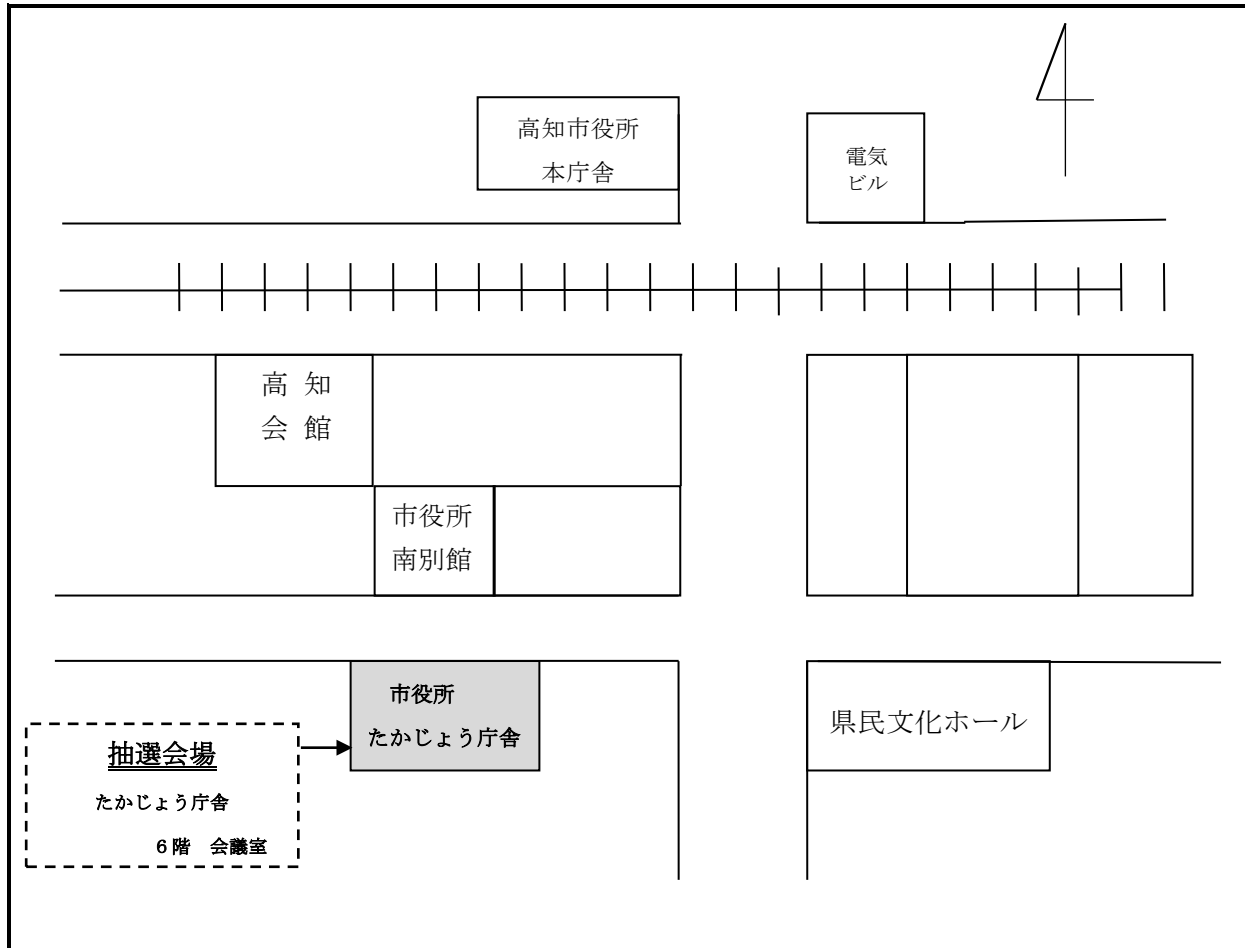 高知市役所
本庁舎
電気
ビル
高 知
会 館
市役所
南別館
市役所
たかじょう庁舎
県民文化ホール
抽選会場
たかじょう庁舎
６階　会議室